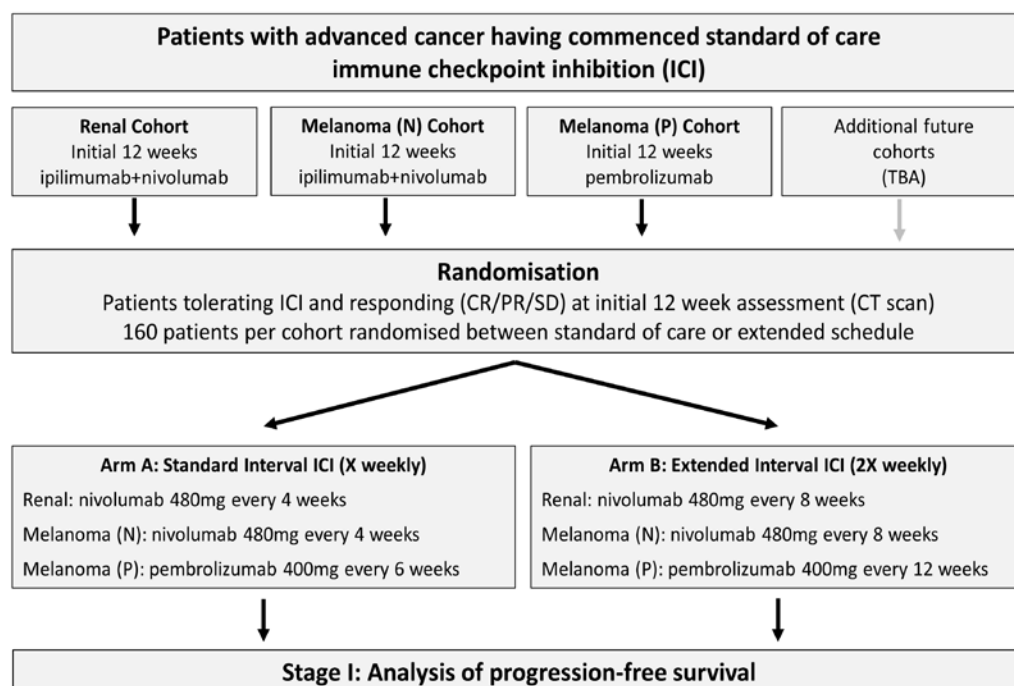 Patients with advanced cancer having commenced standard of care
immune checkpoint inhibition (ICI)
Renal Cohort
Initial 12 weeks
ipilimumab+nivolumab
Melanoma (N) Cohort
Initial 12 weeks
ipilimumab+nivolumab
Melanoma (P) Cohort
Initial 12 weeks
pembrolizumab
Additional future
cohorts
(TBA)
Randomisation
Patients tolerating ICI and responding (CR/PR/SD) at initial 12 week assessment (CT scan)
160 patients per cohort randomised between standard of care or extended schedule
Arm A: Standard Interval ICI (X weekly)
Renal: nivolumab 480mg every 4 weeks
Melanoma (N): nivolumab 480mg every 4 weeks
Melanoma (P): pembrolizumab 400mg every 6 weeks
Arm B: Extended Interval ICI (2X weekly)
Renal: nivolumab 480mg every 8 weeks
Melanoma (N): nivolumab 480mg every 8 weeks
Melanoma (P): pembrolizumab 400mg every 12 weeks
Stage I: Analysis of progression-free survival